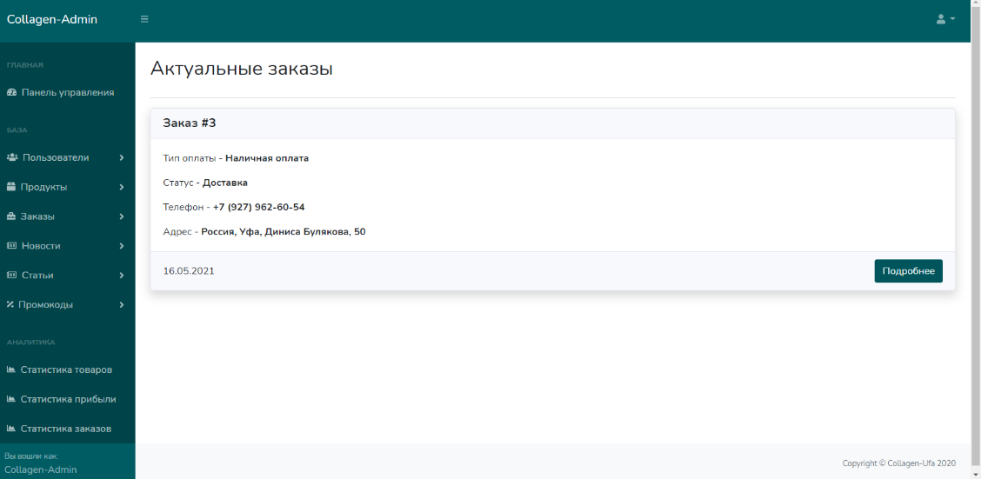 Collagen-Admin
ГЛАВНАЯ
Панель управления
БАЗА
Пользователи
Продукты
Заказы
Новости
Статьи
Промокоды
АНАЛИТИКА
Статистика товаров
Статистика прибыли
Статистика заказов
Вы вошли как:
Collagen-Admin
Актуальные заказы
Заказ #3
Тип оплаты - Наличная оплата
Статус - Доставка
Телефон - +7 (927) 962-60-54
Адрес - Россия, Уфа, Диниса Булякова, 50
16.05.2021
Подробнее
Copyright © Collagen-Ufa 2020